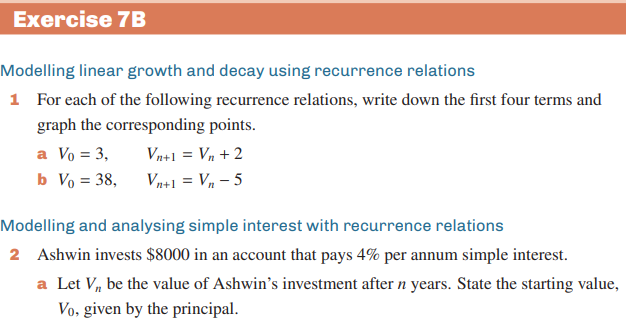 Exercise 7B
Modelling linear growth and decay using recurrence relations
1 For each of the following recurrence relations, write down the first four terms and
graph the corresponding points.
a V₀ = 3, Vₙ₊₁ = Vₙ + 2
b V₀ = 38, Vₙ₊₁ = Vₙ − 5
Modelling and analysing simple interest with recurrence relations
2 Ashwin invests $8000 in an account that pays 4% per annum simple interest.
a Let Vₙ be the value of Ashwin’s investment after n years. State the starting value,
V₀, given by the principal.